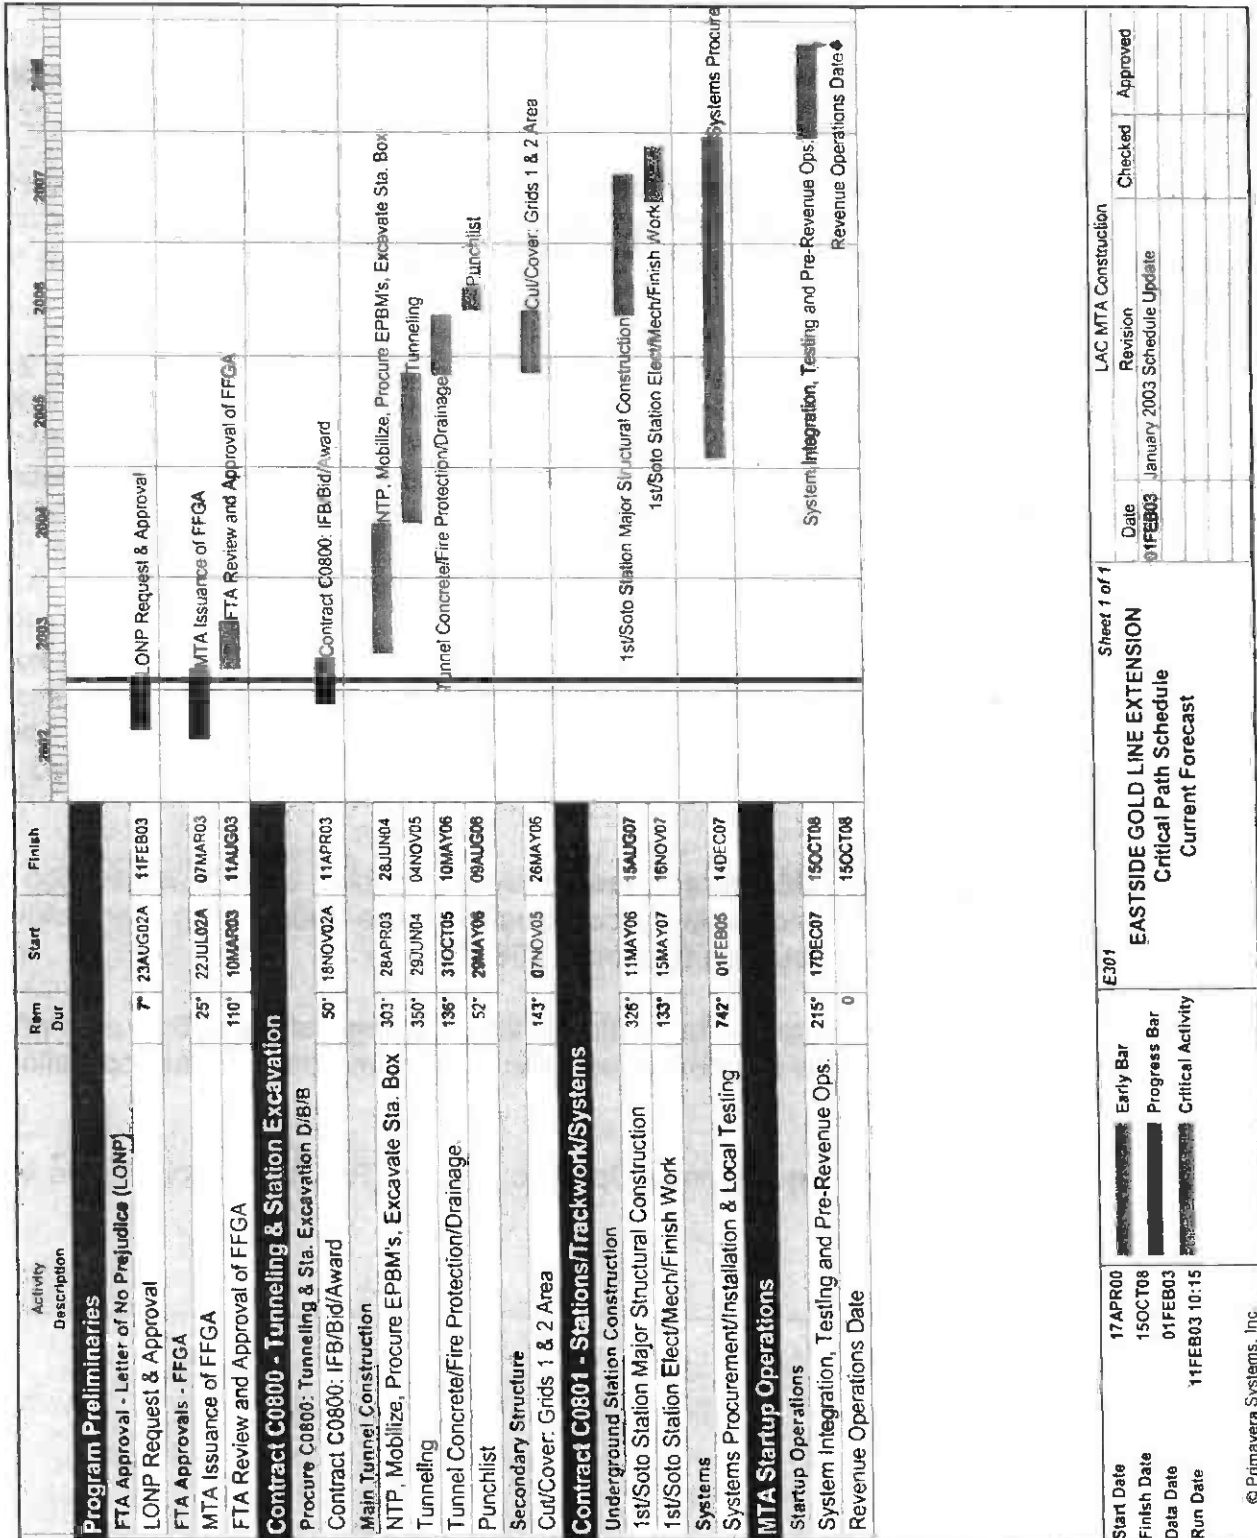 Activity Description Rem Dur Start Finish 2002 2003 2004 2005 2006 2007
Program Preliminaries
FTA Approval - Letter of No Prejudice (LONP)
LONP Request & Approval 7* 23AUG02A 11FEB03 LONP Request & Approval
FTA Approvals - FFGA
MTA Issuance of FFGA 25* 22JUL02A 07MAR03 MTA Issuance of FFGA
FTA Review and Approval of FFGA 110* 10MAR03 11AUG03 FTA Review and Approval of FFGA
Contract C0800 - Tunneling & Station Excavation
Procure C0800: Tunneling & Sta. Excavation D/B/B
Contract C0800: IFB/Bid/Award 50* 18NOV02A 11APR03 Contract C0800: IFB/Bid/Award
Main Tunnel Construction
NTP, Mobilize, Procure EPBM's, Excavate Sta. Box 303* 28APR03 28JUN04 NTP, Mobilize, Procure EPBM's, Excavate Sta. Box
Tunneling 350* 29JUN04 04NOV05 Tunneling
Tunnel Concrete/Fire Protection/Drainage 136* 31OCT05 10MAY06 Tunnel Concrete/Fire Protection/Drainage
Punchlist 52* 29MAY06 09AUG06 Punchlist
Secondary Structure
Cut/Cover: Grids 1 & 2 Area 143* 07NOV05 26MAY06 Cut/Cover: Grids 1 & 2 Area
Contract C0801 - Stations/Trackwork/Systems
Underground Station Construction
1st/Soto Station Major Structural Construction 326* 11MAY06 15AUG07 1st/Soto Station Major Structural Construction
1st/Soto Station Elect/Mech/Finish Work 133* 15MAY07 16NOV07 1st/Soto Station Elect/Mech/Finish Work
Systems
Systems Procurement/Installation & Local Testing 742* 01FEB05 14DEC07 Systems Procure
MTA Startup Operations
Startup Operations
System Integration, Testing and Pre-Revenue Ops. 215* 17DEC07 15OCT08 System Integration, Testing and Pre-Revenue Ops.
Revenue Operations Date 0 15OCT08 Revenue Operations Date
Start Date 17APR00
Finish Date 15OCT08
Data Date 01FEB03
Run Date 11FEB03 10:15
Early Bar
Progress Bar
Critical Activity
E301
Sheet 1 of 1
EASTSIDE GOLD LINE EXTENSION
Critical Path Schedule
Current Forecast
LAC MTA Construction
Date Revision Checked Approved
01FEB03 January 2003 Schedule Update
© Primavera Systems, Inc.